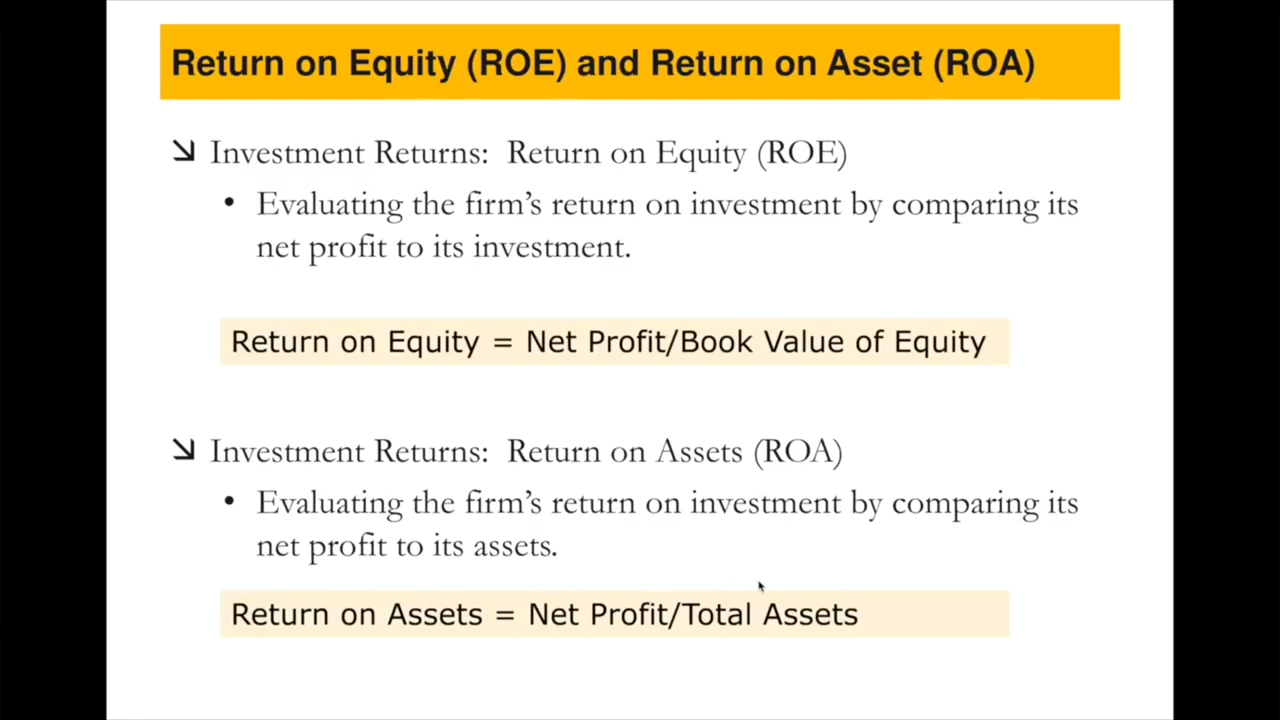 Return on Equity (ROE) and Return on Asset (ROA)
Investment Returns:  Return on Equity (ROE)
• Evaluating the firm’s return on investment by comparing its
net profit to its investment.
Return on Equity = Net Profit/Book Value of Equity
Investment Returns:  Return on Assets (ROA)
• Evaluating the firm’s return on investment by comparing its
net profit to its assets.
Return on Assets = Net Profit/Total Assets